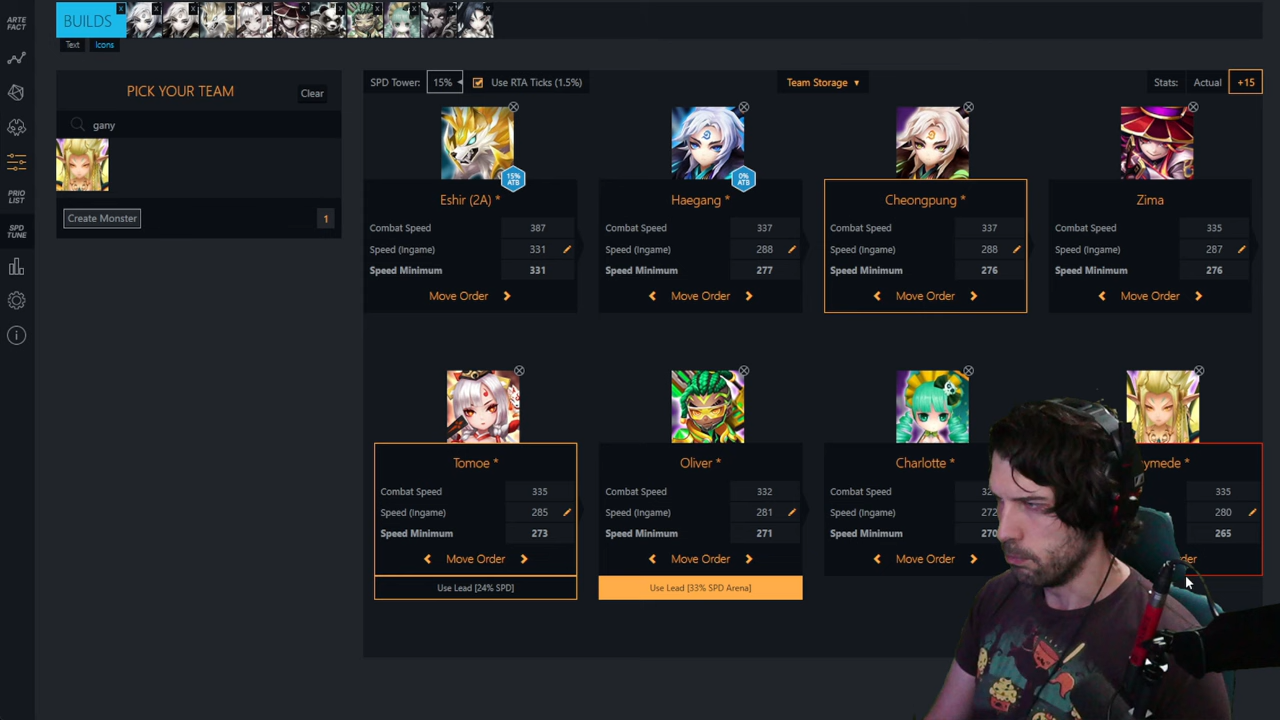 ARTE
FACT
BUILDS
x x x x x x x x x x
Text Icons
PICK YOUR TEAM Clear
gany
Create Monster 1
PRIO
LIST
SPD
TUNE
SPD Tower: 15% Use RTA Ticks (1.5%) Team Storage Stats: Actual +15
15%
ATB
0%
ATB
Eshir (2A) * Haegang * Cheongpung * Zima
Combat Speed 387 Combat Speed 337 Combat Speed 337 Combat Speed 335
Speed (Ingame) 331 Speed (Ingame) 288 Speed (Ingame) 288 Speed (Ingame) 287
Speed Minimum 331 Speed Minimum 277 Speed Minimum 276 Speed Minimum 276
Move Order Move Order Move Order Move Order
Tomoe * Oliver * Charlotte * ymede *
Combat Speed 335 Combat Speed 332 Combat Speed 32 335
Speed (Ingame) 285 Speed (Ingame) 281 Speed (Ingame) 272 280
Speed Minimum 273 Speed Minimum 271 Speed Minimum 270 265
Move Order Move Order Move Order der
Use Lead [24% SPD] Use Lead [33% SPD Arena]